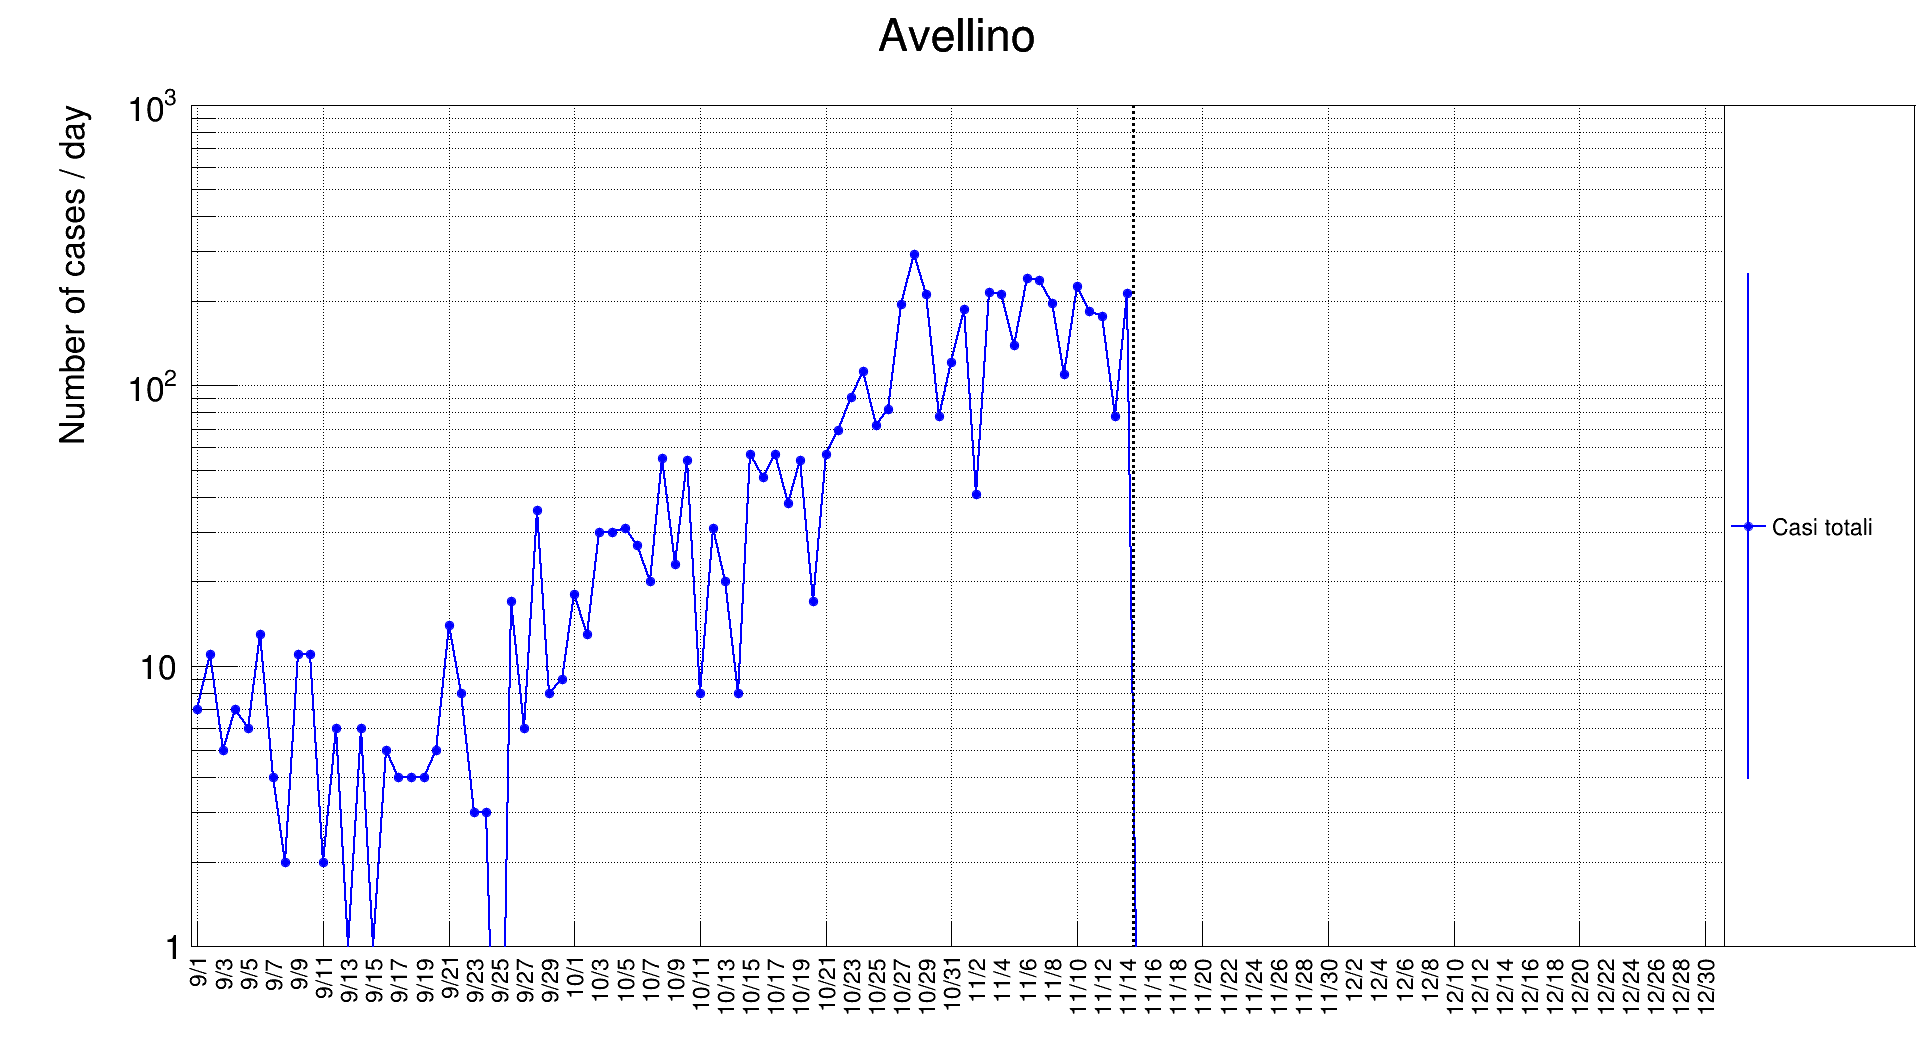 Avellino
Number of cases / day
10³
10²
10
1
9/1 9/3 9/5 9/7 9/9 9/11 9/13 9/15 9/17 9/19 9/21 9/23 9/25 9/27 9/29 10/1 10/3 10/5 10/7 10/9 10/11 10/13 10/15 10/17 10/19 10/21 10/23 10/25 10/27 10/29 10/31 11/2 11/4 11/6 11/8 11/10 11/12 11/14 11/16 11/18 11/20 11/22 11/24 11/26 11/28 11/30 12/2 12/4 12/6 12/8 12/10 12/12 12/14 12/16 12/18 12/20 12/22 12/24 12/26 12/28 12/30
Casi totali